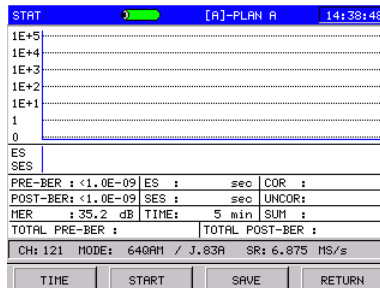 STAT [A]-PLAN A 14:38:48
1E+5
1E+4
1E+3
1E+2
1E+1
1
0
ES
SES
PRE-BER : <1.0E-09 ES : sec COR :
POST-BER: <1.0E-09 SES : sec UNCOR:
MER : 35.2 dB TIME: 5 min SUM :
TOTAL PRE-BER : TOTAL POST-BER :
CH: 121 MODE: 64QAM / J.83A SR: 6.875 MS/s
TIME START SAVE RETURN